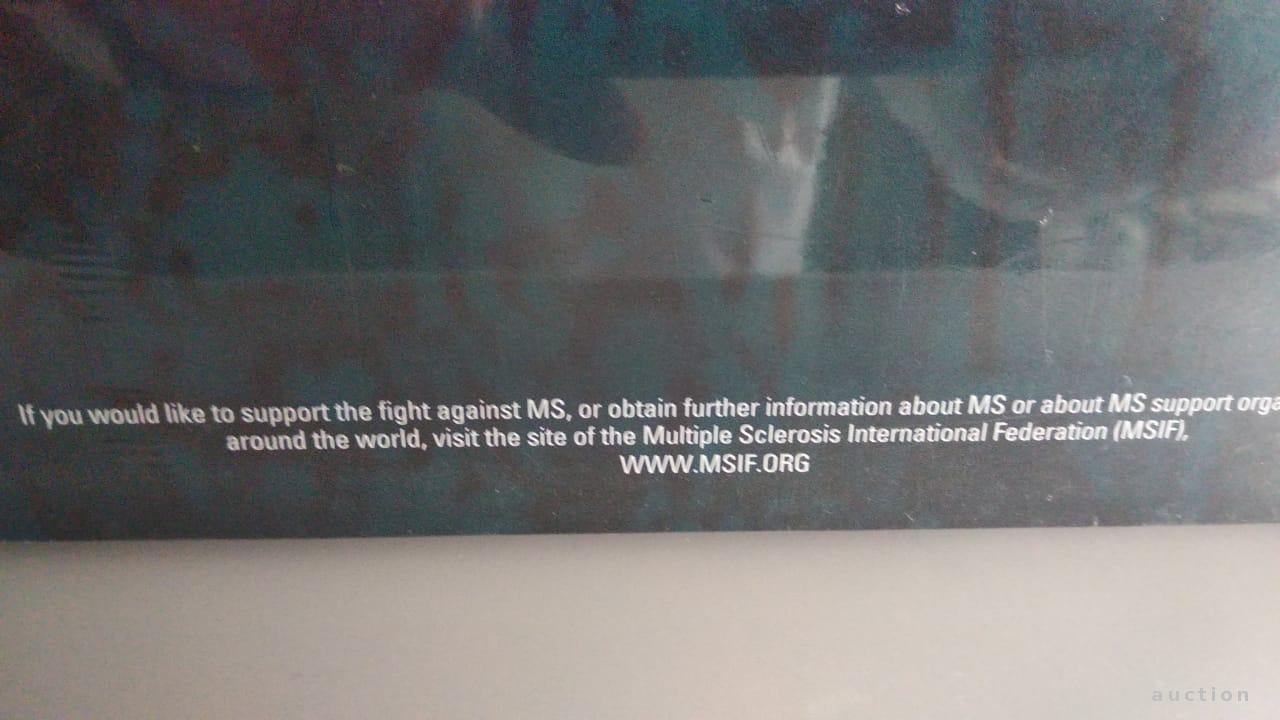 If you would like to support the fight against MS, or obtain further information about MS or about MS support orga
around the world, visit the site of the Multiple Sclerosis International Federation (MSIF),
WWW.MSIF.ORG
auction